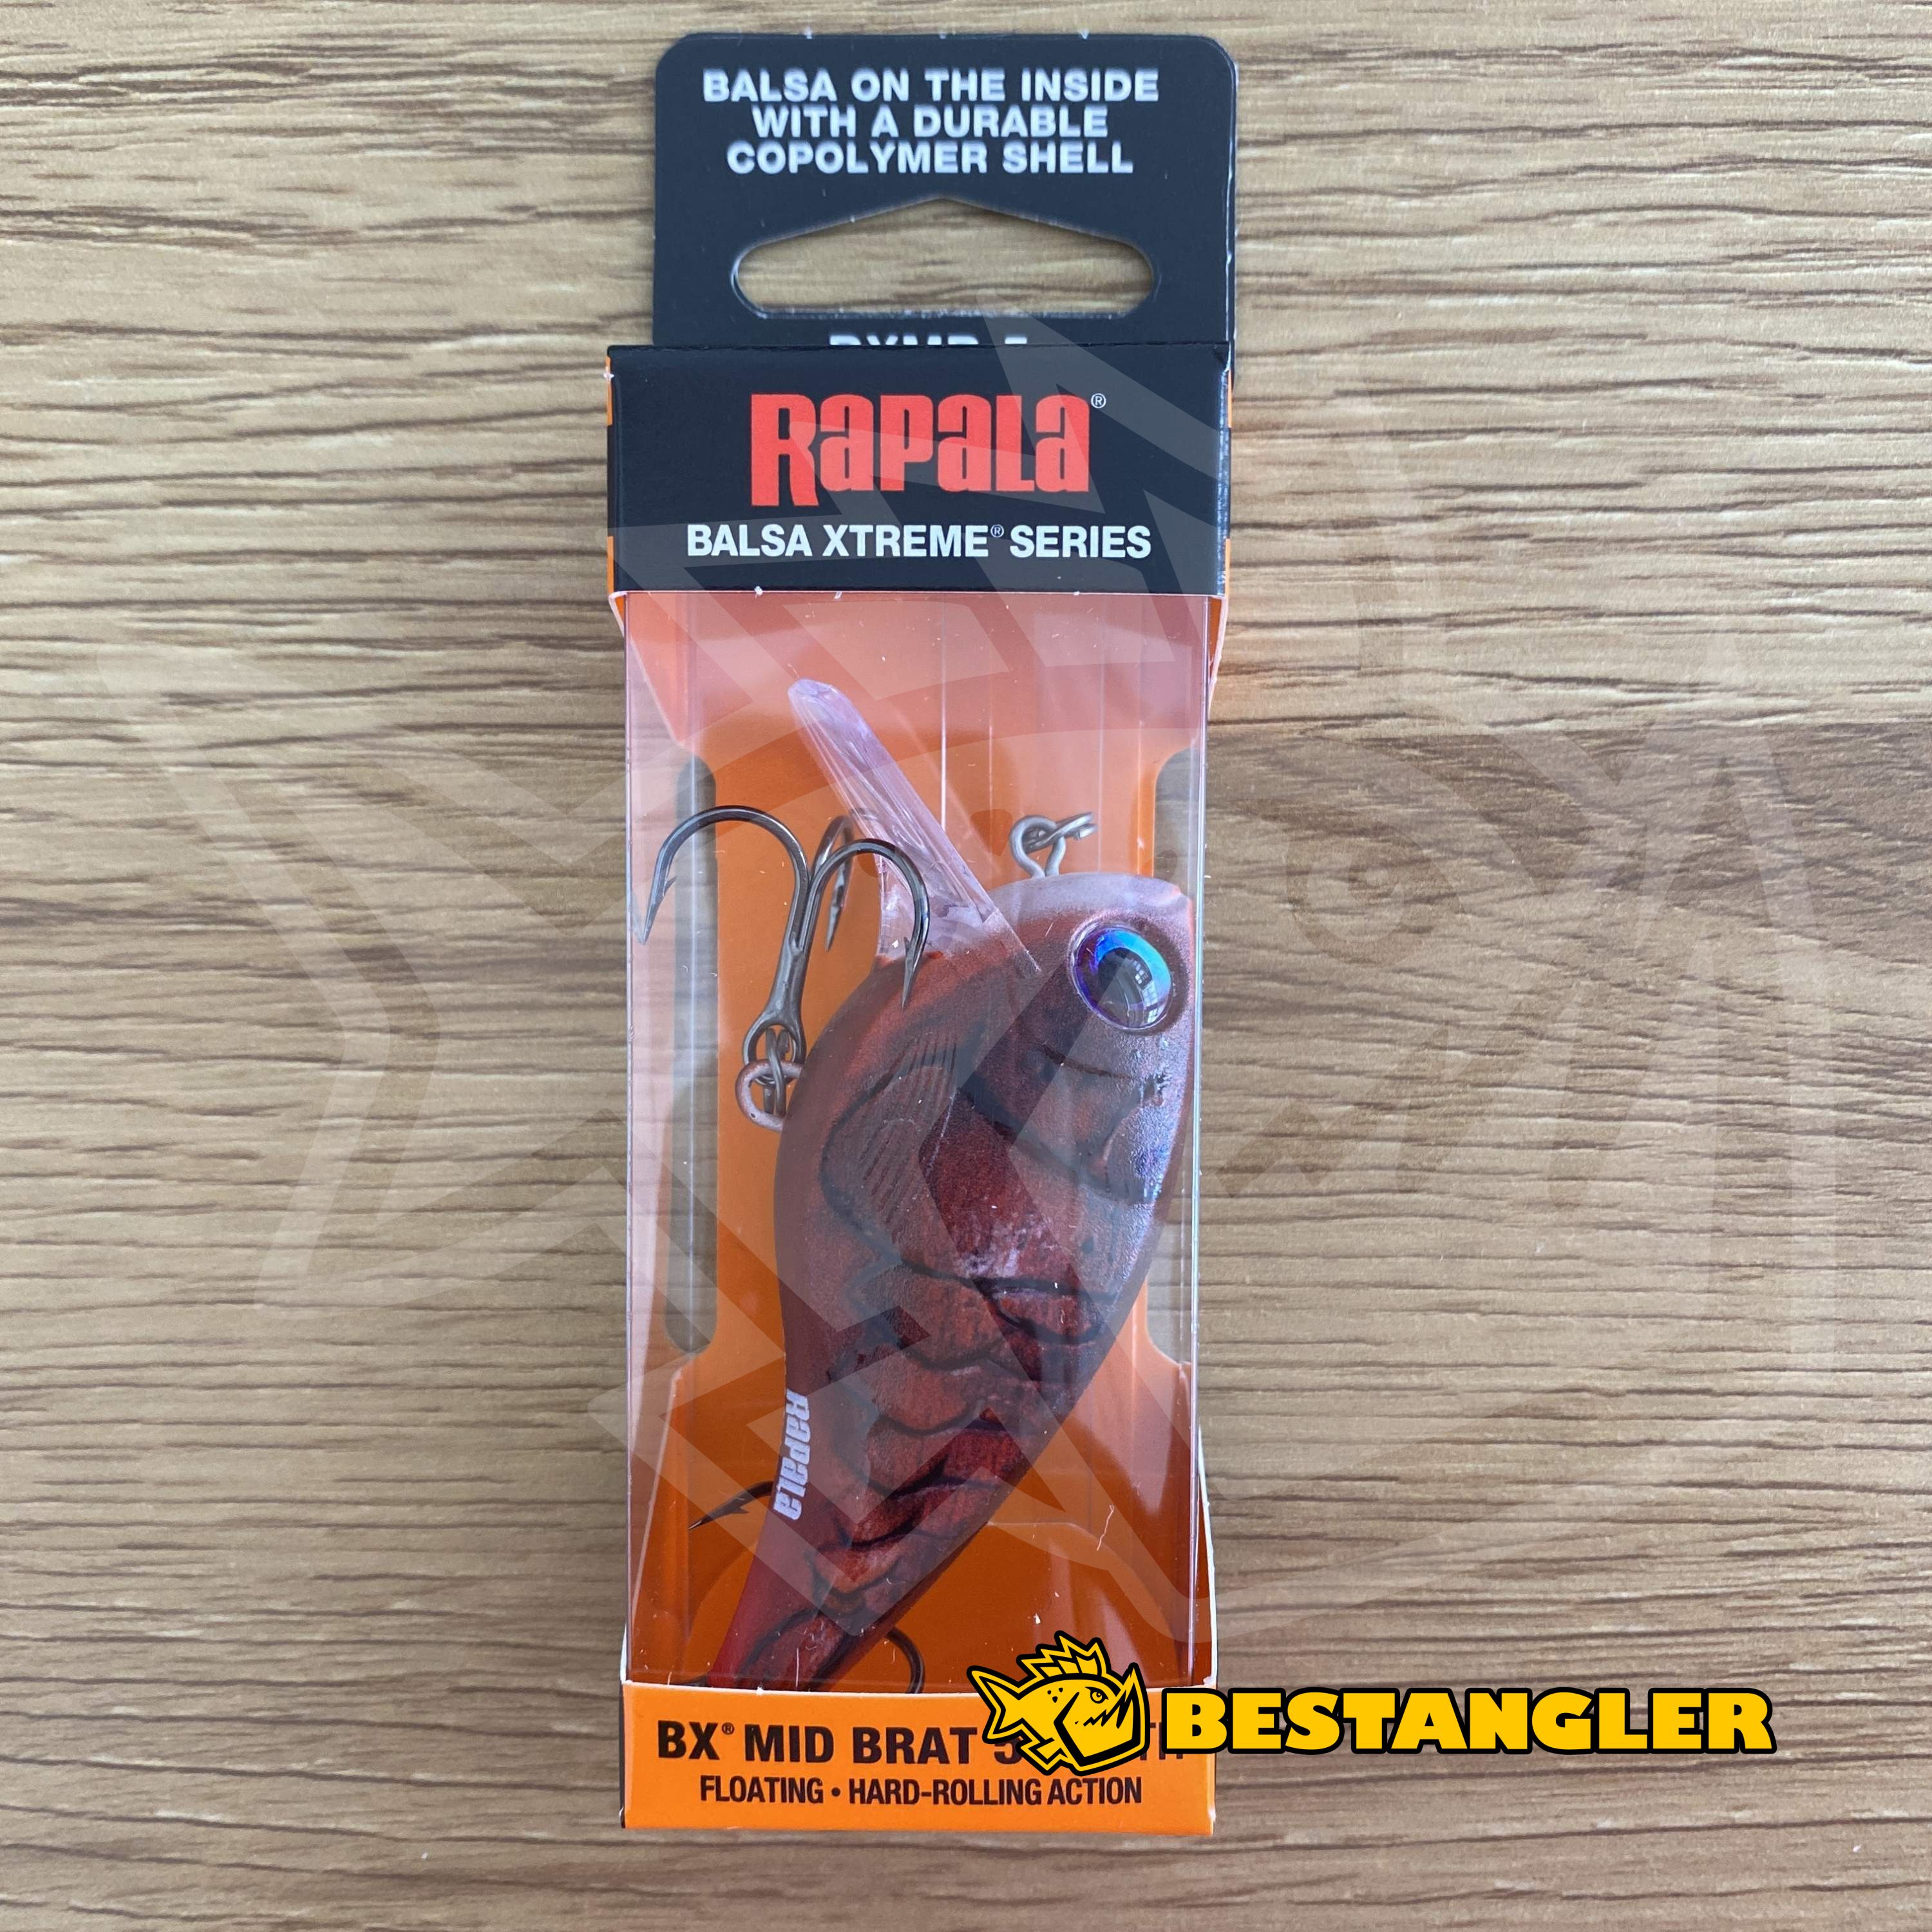 BALSA ON THE INSIDE
WITH A DURABLE
COPOLYMER SHELL
Rapala®
BALSA XTREME® SERIES
Rapala
BX® MID BRAT
BESTANGLER
FLOATING • HARD-ROLLING ACTION